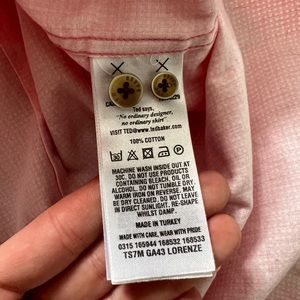 Ted says,
"No ordinary designer,
no ordinary shirt"
VISIT TED@www.tedbaker.com
100% COTTON
MACHINE WASH INSIDE OUT AT
30C. DO NOT USE PRODUCTS
CONTAINING BLEACH, OIL OR
ALCOHOL. DO NOT TUMBLE DRY.
WARM IRON IN REVERSE. MAY
BE DRY CLEANED. DO NOT DRY
IN DIRECT SUNLIGHT. RE-SHAPE
WHILST DAMP.
MADE IN TURKEY
MADE WITH CARE, WEAR WITH PRIDE
0315 165944 168532 168533
TS7M GA43 LORENZE